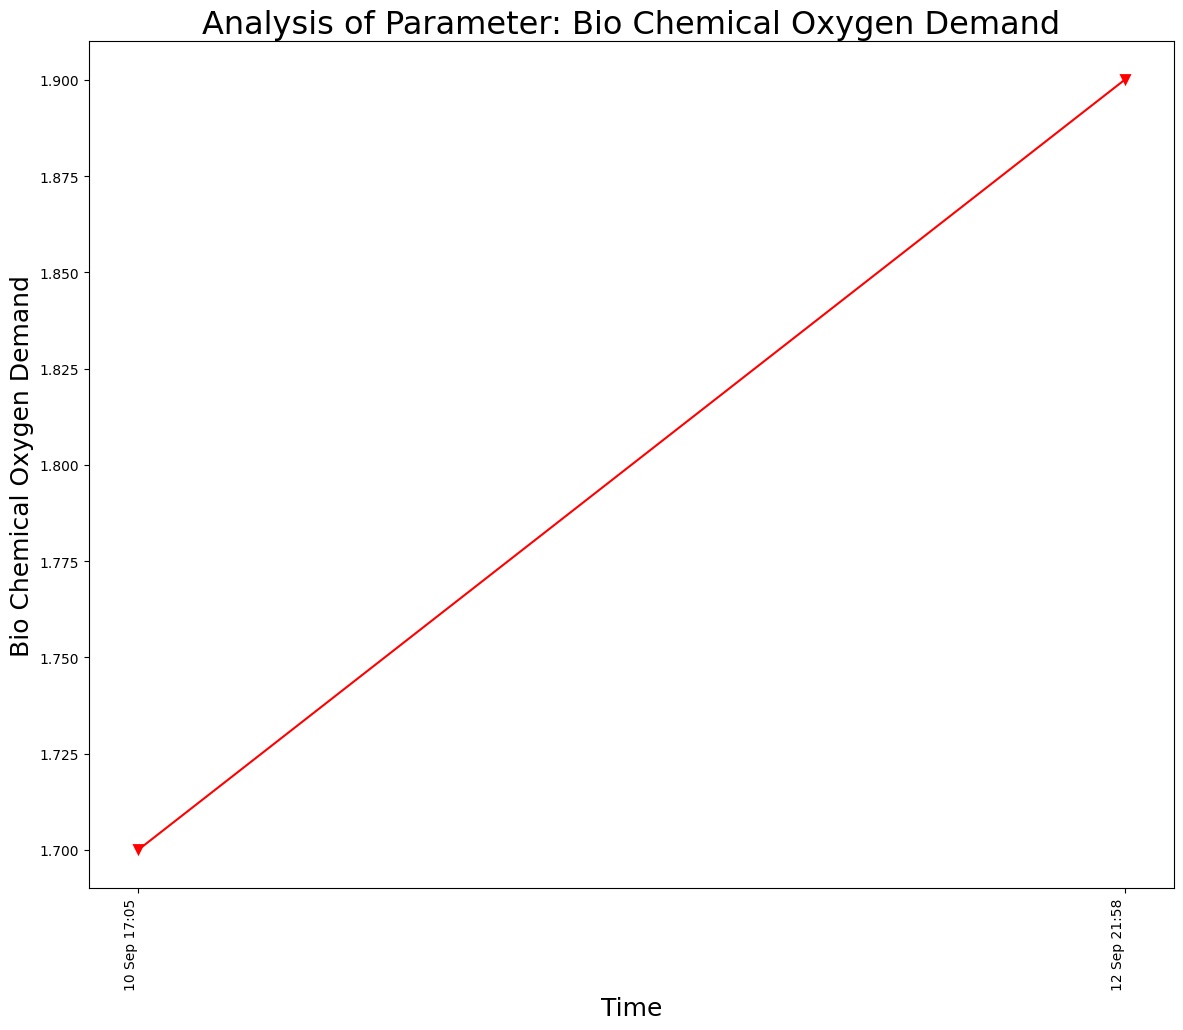 Analysis of Parameter: Bio Chemical Oxygen Demand
Bio Chemical Oxygen Demand
1.900
1.875
1.850
1.825
1.800
1.775
1.750
1.725
1.700
10 Sep 17:05
12 Sep 21:58
Time